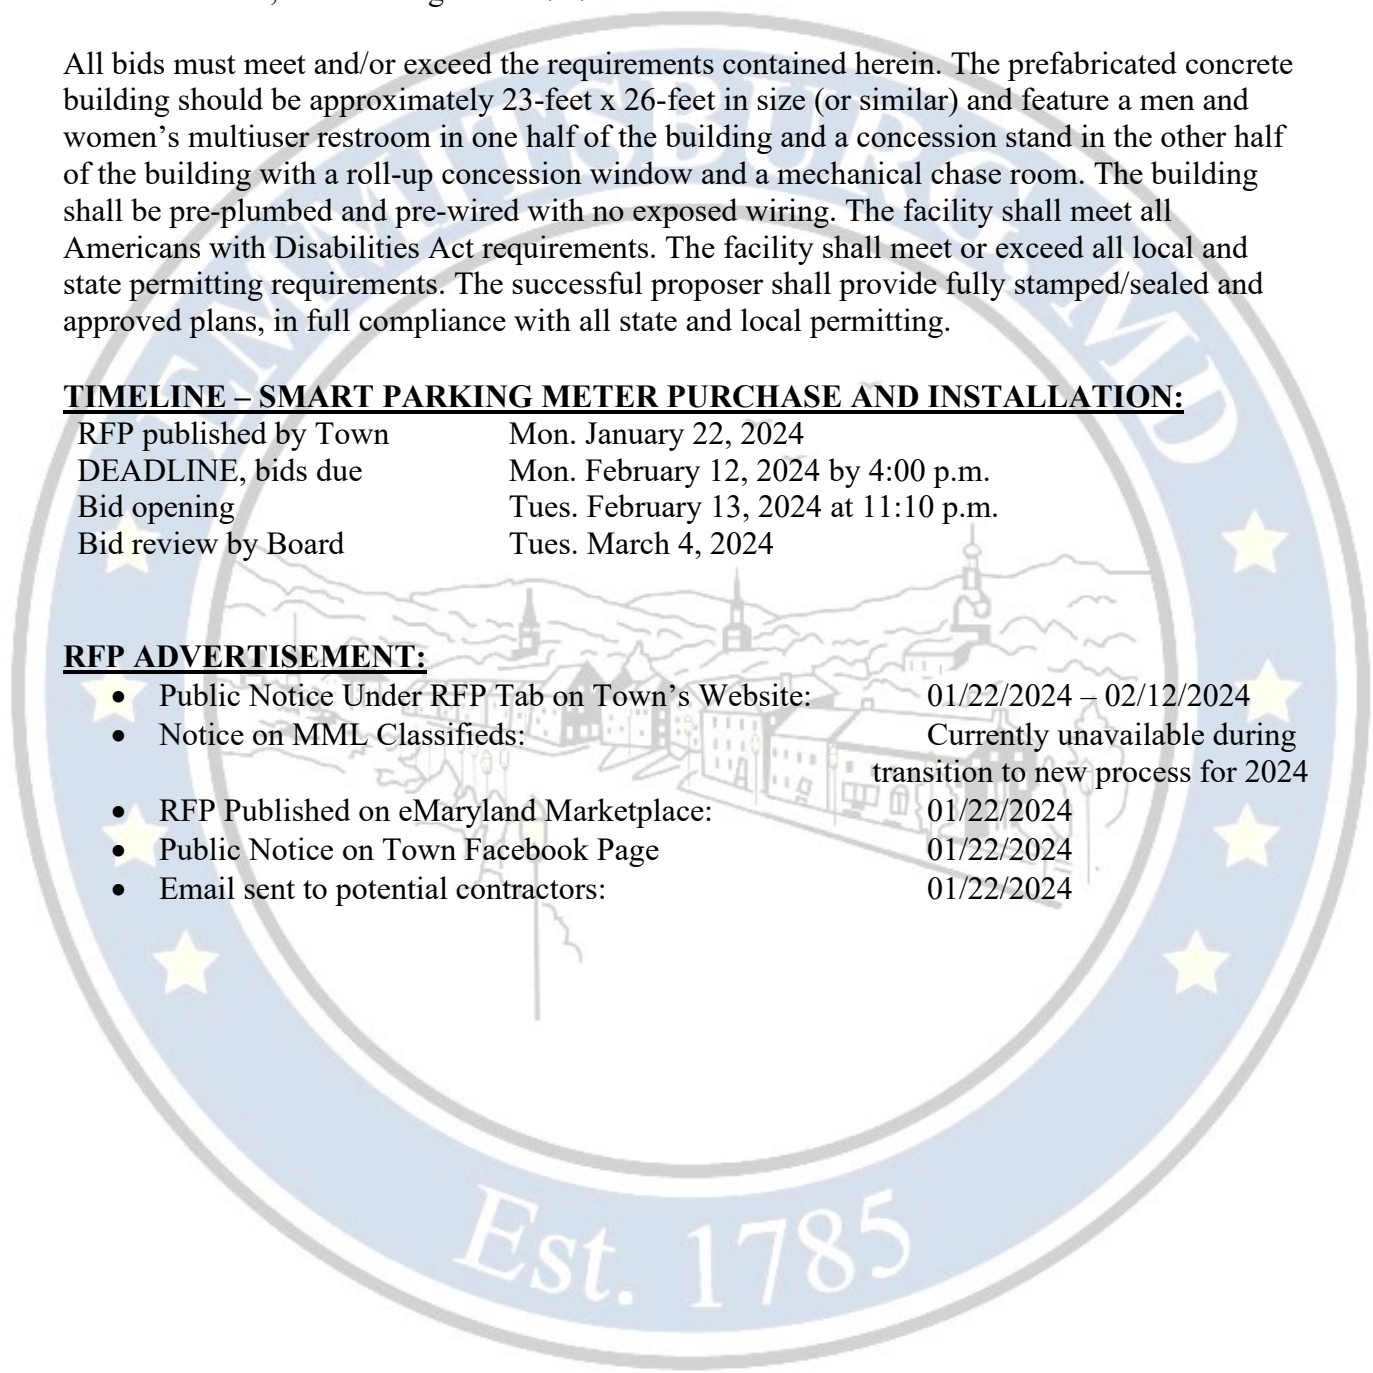 All bids must meet and/or exceed the requirements contained herein. The prefabricated concrete
building should be approximately 23-feet x 26-feet in size (or similar) and feature a men and
women’s multiuser restroom in one half of the building and a concession stand in the other half
of the building with a roll-up concession window and a mechanical chase room. The building
shall be pre-plumbed and pre-wired with no exposed wiring. The facility shall meet all
Americans with Disabilities Act requirements. The facility shall meet or exceed all local and
state permitting requirements. The successful proposer shall provide fully stamped/sealed and
approved plans, in full compliance with all state and local permitting.
TIMELINE – SMART PARKING METER PURCHASE AND INSTALLATION:
RFP published by Town Mon. January 22, 2024
DEADLINE, bids due Mon. February 12, 2024 by 4:00 p.m.
Bid opening Tues. February 13, 2024 at 11:10 p.m.
Bid review by Board Tues. March 4, 2024
RFP ADVERTISEMENT:
• Public Notice Under RFP Tab on Town’s Website: 01/22/2024 – 02/12/2024
• Notice on MML Classifieds: Currently unavailable during
transition to new process for 2024
• RFP Published on eMaryland Marketplace: 01/22/2024
• Public Notice on Town Facebook Page 01/22/2024
• Email sent to potential contractors: 01/22/2024
EMMITSBURG, MD
Est. 1785